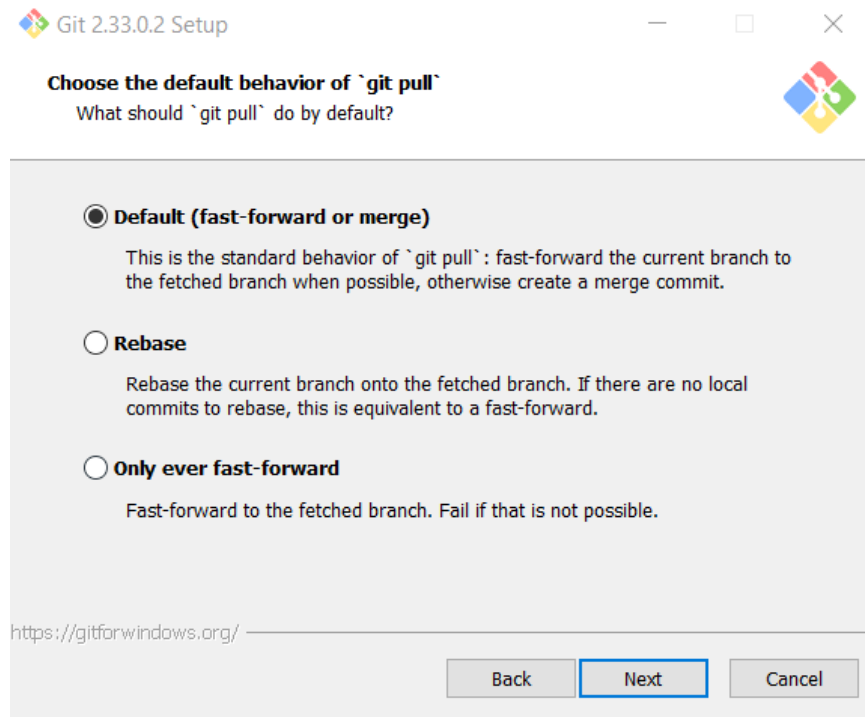 Git 2.33.0.2 Setup
Choose the default behavior of `git pull`
What should `git pull` do by default?
Default (fast-forward or merge)
This is the standard behavior of `git pull`: fast-forward the current branch to
the fetched branch when possible, otherwise create a merge commit.
Rebase
Rebase the current branch onto the fetched branch. If there are no local
commits to rebase, this is equivalent to a fast-forward.
Only ever fast-forward
Fast-forward to the fetched branch. Fail if that is not possible.
https://gitforwindows.org/
Back Next Cancel